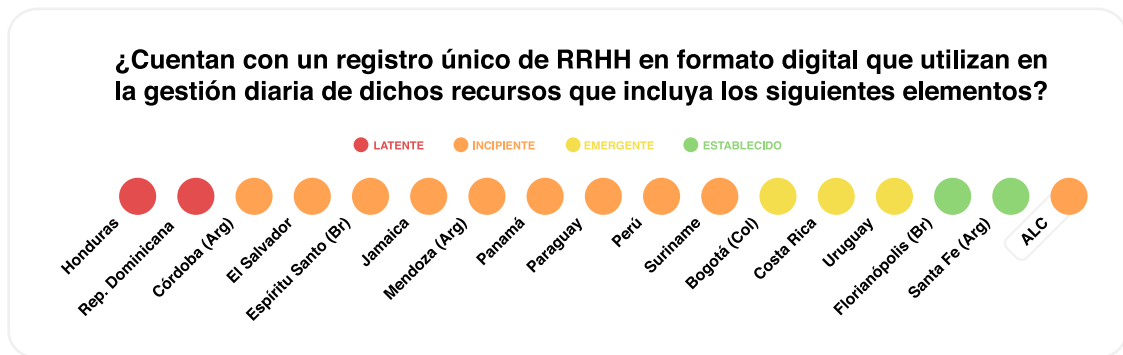 ¿Cuentan con un registro único de RRHH en formato digital que utilizan en
la gestión diaria de dichos recursos que incluya los siguientes elementos?
LATENTE
INCIPIENTE
EMERGENTE
ESTABLECIDO
Honduras
Rep. Dominicana
Córdoba (Arg)
El Salvador
Espíritu Santo (Br)
Jamaica
Mendoza (Arg)
Panamá
Paraguay
Perú
Suriname
Bogotá (Col)
Costa Rica
Uruguay
Florianópolis (Br)
Santa Fe (Arg)
ALC